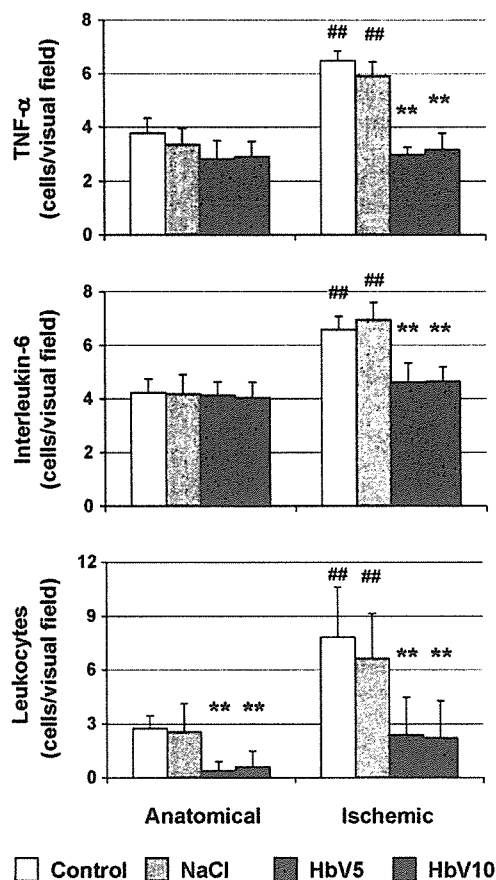 TNF-α
(cells/visual field)
8
6
4
2
0
## ##
** **
Interleukin-6
(cells/visual field)
8
6
4
2
0
## ##
** **
Leukocytes
(cells/visual field)
12
9
6
3
0
** **
## ##
** **
Anatomical Ischemic
Control NaCl HbV5 HbV10